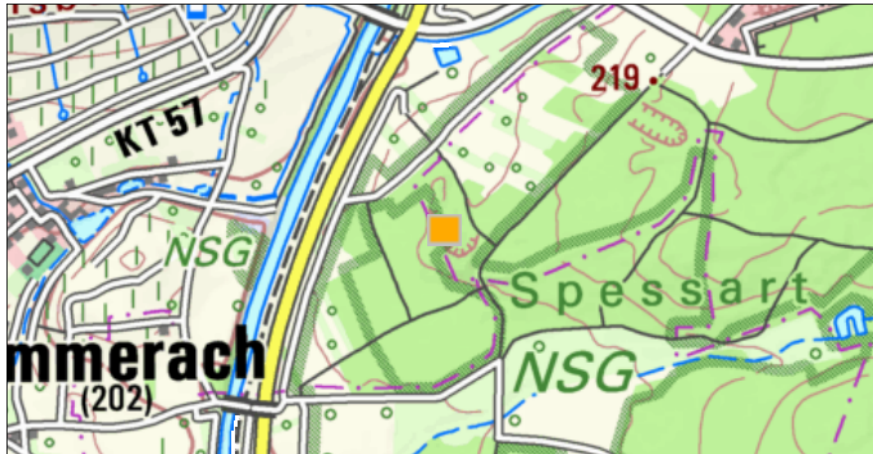 219
KT 57
NSG
Spessart
mmerach
(202)
NSG